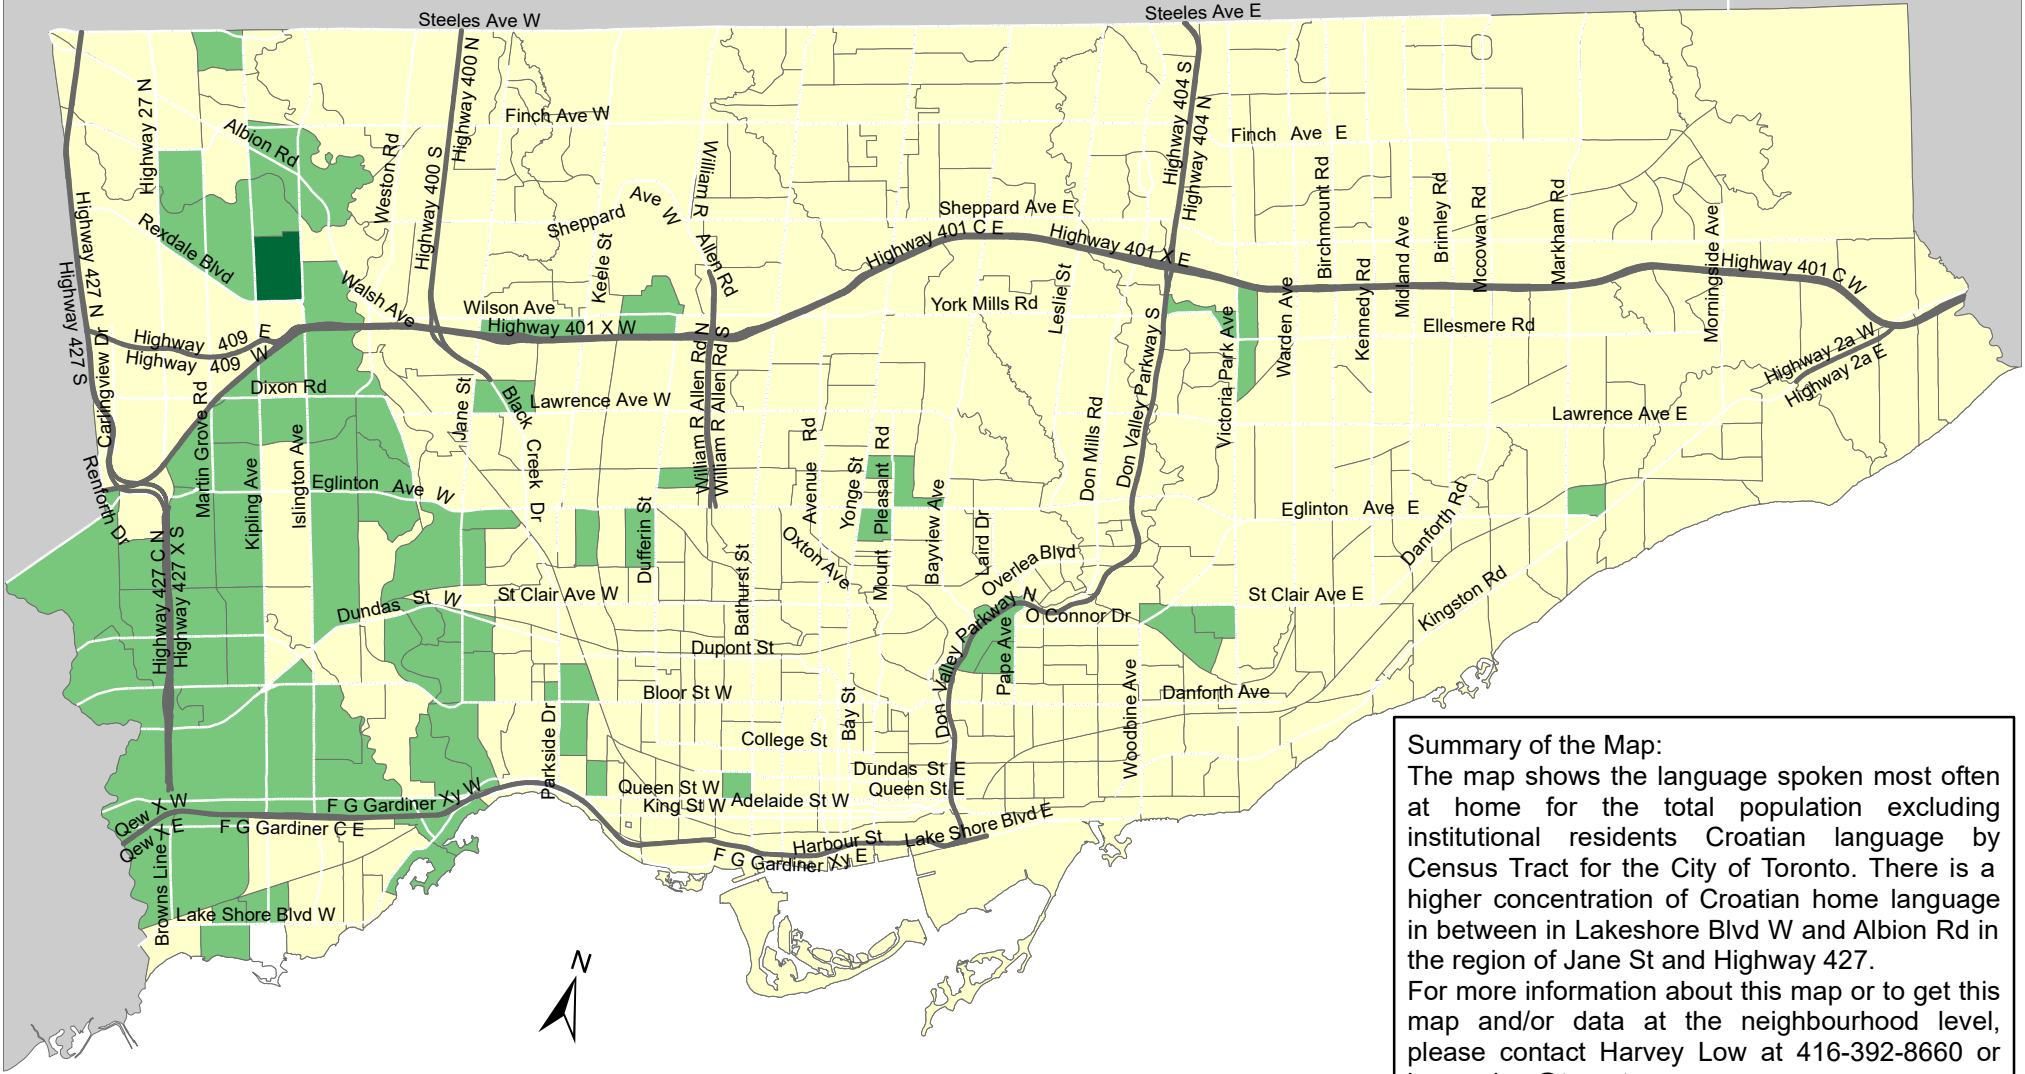 Steeles Ave W
Steeles Ave E
Highway 27 N
Highway 400 N
Highway 400 S
Highway 404 S
Highway 404 N
Finch Ave W
Finch Ave E
Albion Rd
Weston Rd
William R
Allen Rd
Sheppard Ave W
Sheppard Ave E
Keele St
Highway 401 C E
Highway 401 X E
Highway 401 C W
Birchmount Rd
Kennedy Rd
Midland Ave
Brimley Rd
Mccowan Rd
Markham Rd
Morningside Ave
Highway 427 N
Highway 427 S
Rexdale Blvd
Walsh Ave
Wilson Ave
Highway 401 X W
York Mills Rd
Leslie St
Ellesmere Rd
Warden Ave
Victoria Park Ave
Highway 2a W
Highway 2a E
Highway 409 E
Highway 409 W
Carlingview Dr
Dixon Rd
Martin Grove Rd
Kipling Ave
Islington Ave
Jane St
Black Creek Dr
Lawrence Ave W
Lawrence Ave E
William R Allen Rd N
William R Allen Rd S
Avenue Rd
Yonge St
Mount Pleasant Rd
Bayview Ave
Laird Dr
Don Mills Rd
Don Valley Parkway S
Renforth Dr
Eglinton Ave W
Eglinton Ave E
Danforth Rd
Kingston Rd
Highway 427 C N
Highway 427 X S
Dufferin St
Bathurst St
Oxton Ave
Overlea Blvd
O Connor Dr
Don Valley Parkway N
Pape Ave
Dundas St W
St Clair Ave W
St Clair Ave E
Dupont St
Bloor St W
Bay St
College St
Danforth Ave
Woodbine Ave
Parkside Dr
Dundas St E
Queen St E
Queen St W
King St W
Adelaide St W
Qew X W
Qew X E
F G Gardiner Xy W
F G Gardiner C E
Harbour St
Lake Shore Blvd E
F G Gardiner Xy E
Browns Line
Lake Shore Blvd W
N
Summary of the Map:
The map shows the language spoken most often
at home for the total population excluding
institutional residents Croatian language by
Census Tract for the City of Toronto. There is a
higher concentration of Croatian home language
in between in Lakeshore Blvd W and Albion Rd in
the region of Jane St and Highway 427.
For more information about this map or to get this
map and/or data at the neighbourhood level,
please contact Harvey Low at 416-392-8660 or